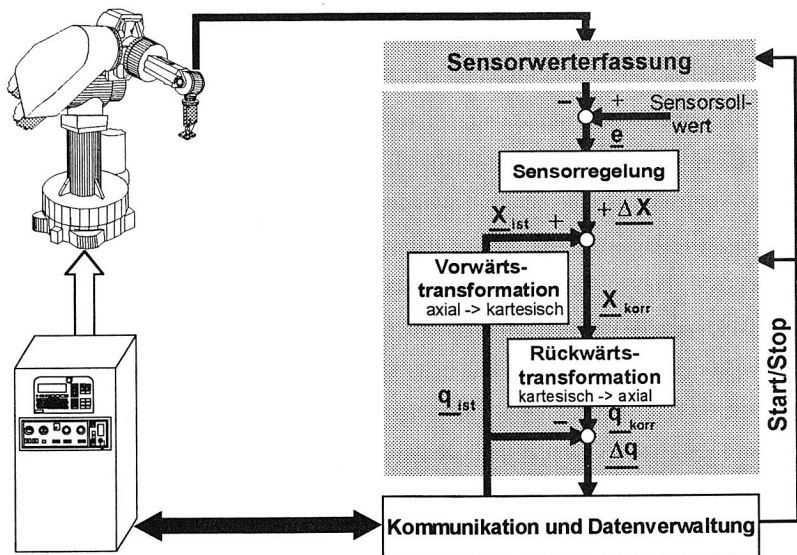 Sensorwerterfassung
− +
Sensorsoll-
wert
e
Sensorregelung
X ist + + ΔX
Vorwärts-
transformation
axial -> kartesisch
X korr
Rückwärts-
transformation
kartesisch -> axial
q ist
− q korr
Δq
Start/Stop
Kommunikation und Datenverwaltung